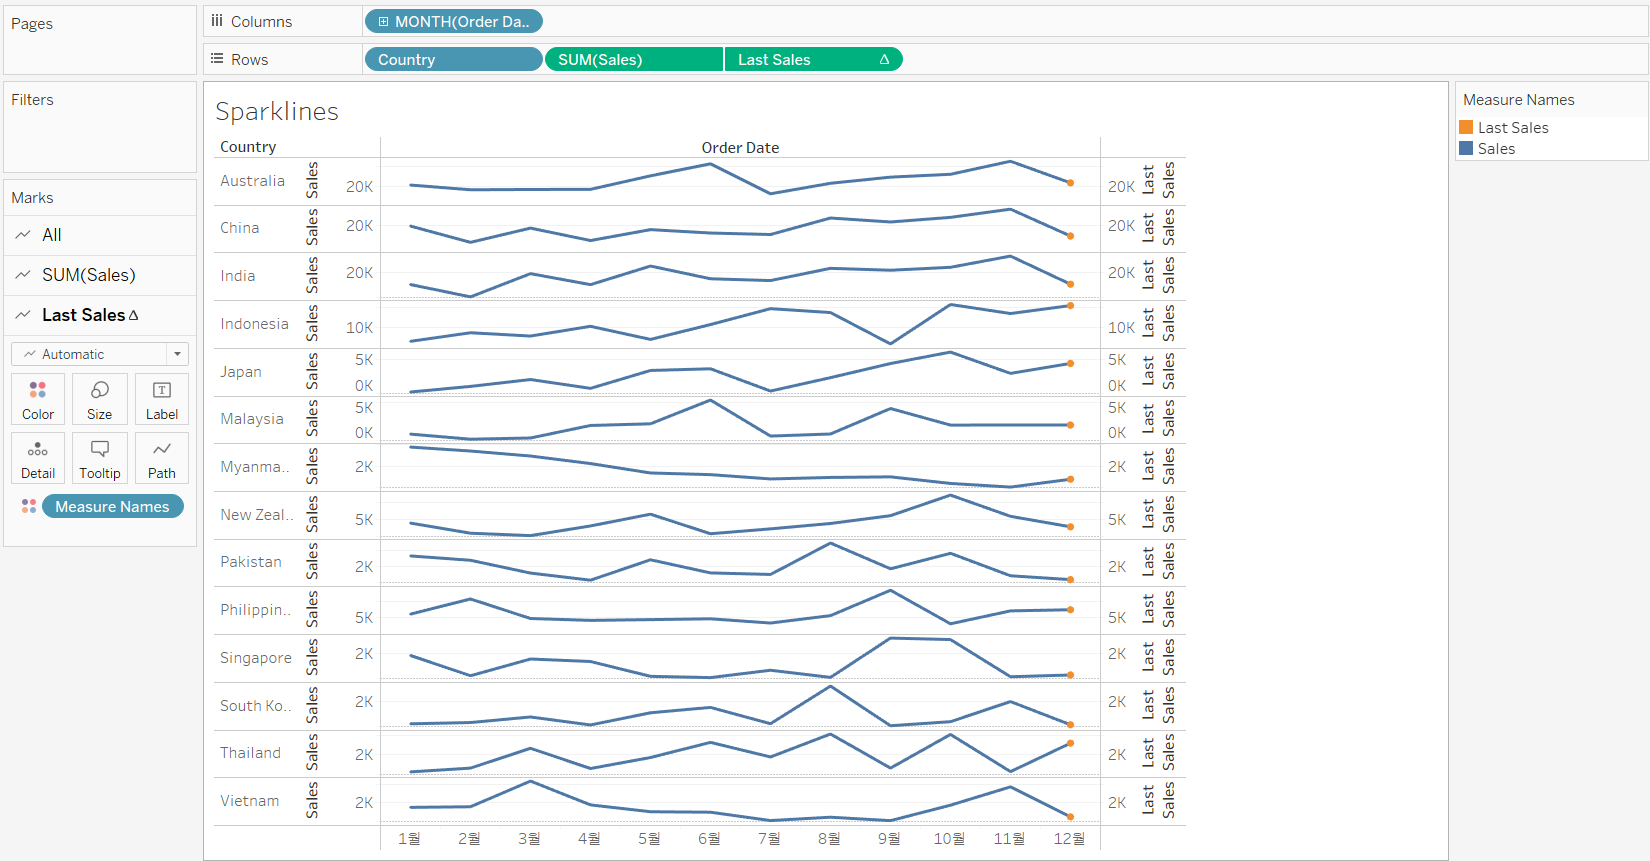 Pages
Columns
MONTH(Order Da..
Rows
Country
SUM(Sales)
Last Sales
Filters
Marks
All
SUM(Sales)
Last Sales
Automatic
Color
Size
Label
Detail
Tooltip
Path
Measure Names
Sparklines
Country
Order Date
Australia Sales 20K 20K Last Sales
China Sales 20K 20K Last Sales
India Sales 20K 20K Last Sales
Indonesia Sales 10K 10K Last Sales
Japan Sales 5K 0K 5K 0K Last Sales
Malaysia Sales 5K 0K 5K 0K Last Sales
Myanma.. Sales 2K 2K Last Sales
New Zeal.. Sales 5K 5K Last Sales
Pakistan Sales 2K 2K Last Sales
Philippin.. Sales 5K 5K Last Sales
Singapore Sales 2K 2K Last Sales
South Ko.. Sales 2K 2K Last Sales
Thailand Sales 2K 2K Last Sales
Vietnam Sales 2K 2K Last Sales
1월 2월 3월 4월 5월 6월 7월 8월 9월 10월 11월 12월
Measure Names
Last Sales
Sales